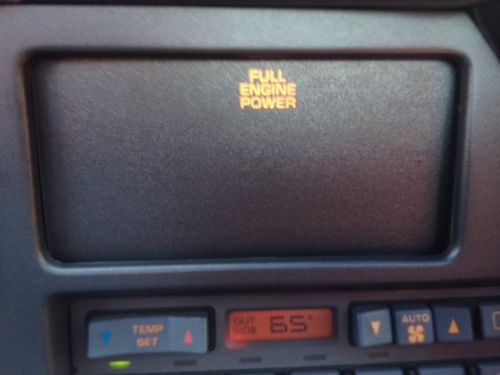 FULL
ENGINE
POWER
TEMP
SET
OUT
SIDE
65°
AUTO